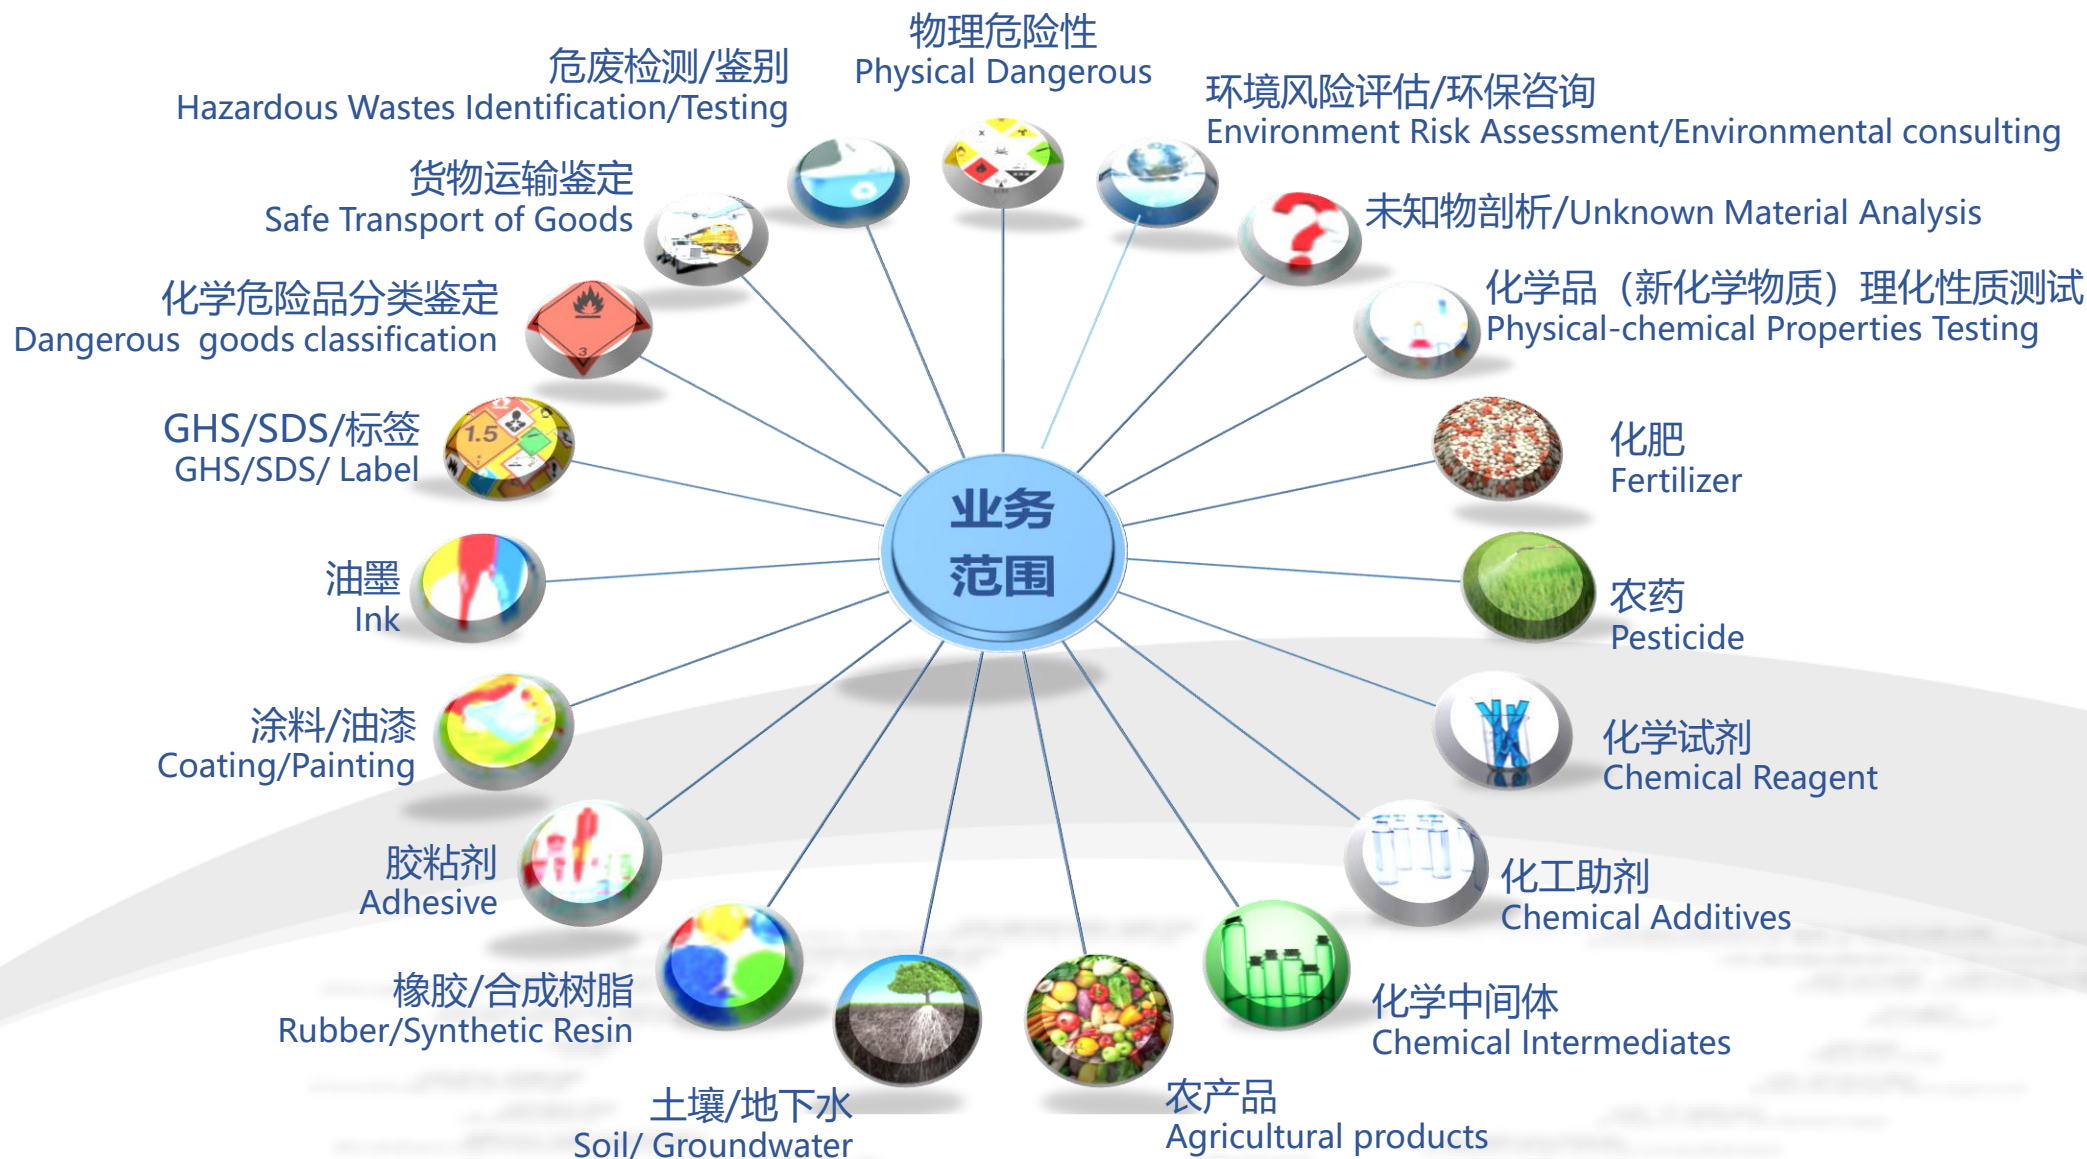 物理危险性
Physical Dangerous
危废检测/鉴别
Hazardous Wastes Identification/Testing
环境风险评估/环保咨询
Environment Risk Assessment/Environmental consulting
货物运输鉴定
Safe Transport of Goods
未知物剖析/Unknown Material Analysis
化学危险品分类鉴定
Dangerous goods classification
3
化学品（新化学物质）理化性质测试
Physical-chemical Properties Testing
GHS/SDS/标签
GHS/SDS/ Label
1.5
化肥
Fertilizer
业务
范围
油墨
Ink
农药
Pesticide
涂料/油漆
Coating/Painting
化学试剂
Chemical Reagent
胶粘剂
Adhesive
化工助剂
Chemical Additives
橡胶/合成树脂
Rubber/Synthetic Resin
化学中间体
Chemical Intermediates
土壤/地下水
Soil/ Groundwater
农产品
Agricultural products